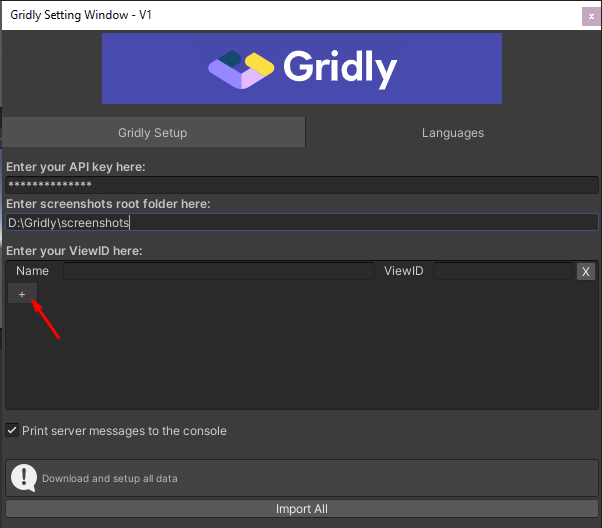 Gridly Setting Window - V1
x
Gridly
Gridly Setup
Languages
Enter your API key here:
**************
Enter screenshots root folder here:
D:\Gridly\screenshots
Enter your ViewID here:
Name
ViewID
X
+
Print server messages to the console
Download and setup all data
Import All